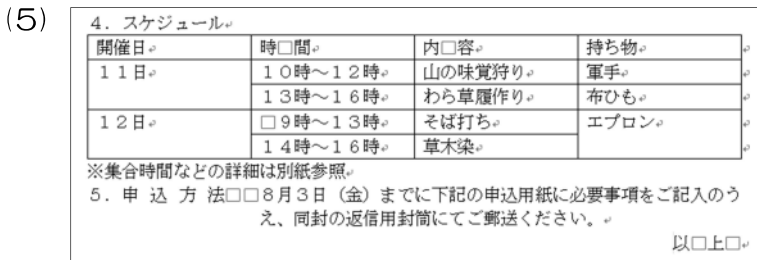 (5)
4．スケジュール↵
開催日↵ 時□間↵ 内□容↵ 持ち物↵
11日↵ 10時～12時↵ 山の味覚狩り↵ 軍手↵
13時～16時↵ わら草履作り↵ 布ひも↵
12日↵ □9時～13時↵ そば打ち↵ エプロン↵
14時～16時↵ 草木染↵
※集合時間などの詳細は別紙参照↵
5．申 込 方 法□□8月3日（金）までに下記の申込用紙に必要事項をご記入のう
え、同封の返信用封筒にてご郵送ください。↵
以□上□↵